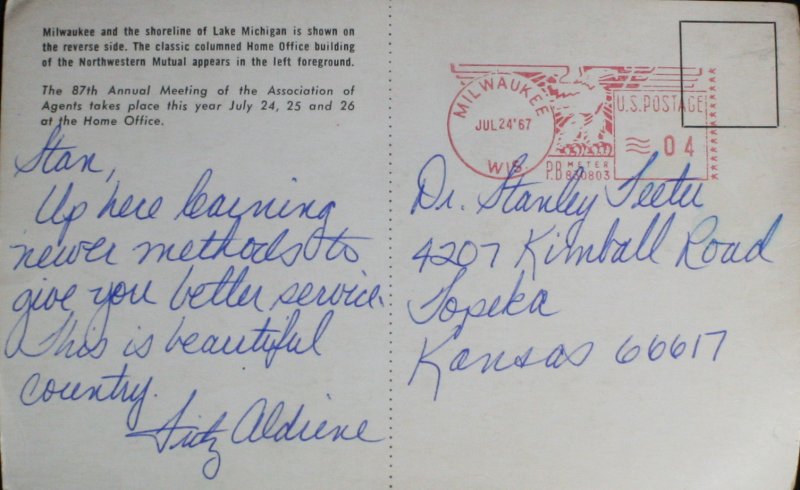 Milwaukee and the shoreline of Lake Michigan is shown on
the reverse side. The classic columned Home Office building
of the Northwestern Mutual appears in the left foreground.
The 87th Annual Meeting of the Association of
Agents takes place this year July 24, 25 and 26
at the Home Office.
Stan,
Up here learning
newer methods to
give you better service.
This is beautiful
country.
Fitz Aldiene
MILWAUKEE
JUL 24 '67
WIS.
U.S. POSTAGE
04
P.B METER
830803
Dr. Stanley Teeter
4207 Kimball Road
Topeka
Kansas 66617